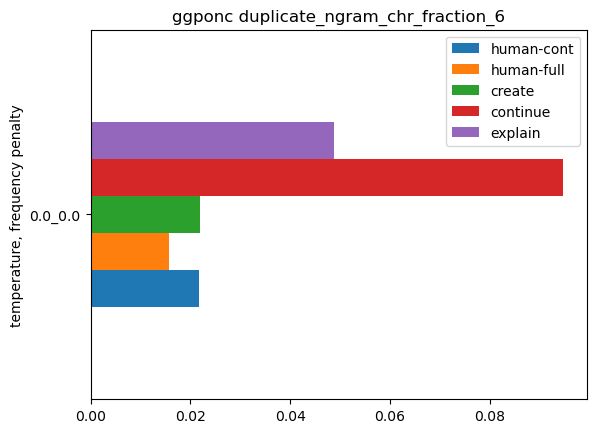 ggponc duplicate_ngram_chr_fraction_6
human-cont
human-full
create
continue
explain
temperature, frequency penalty
0.0_0.0
0.00 0.02 0.04 0.06 0.08